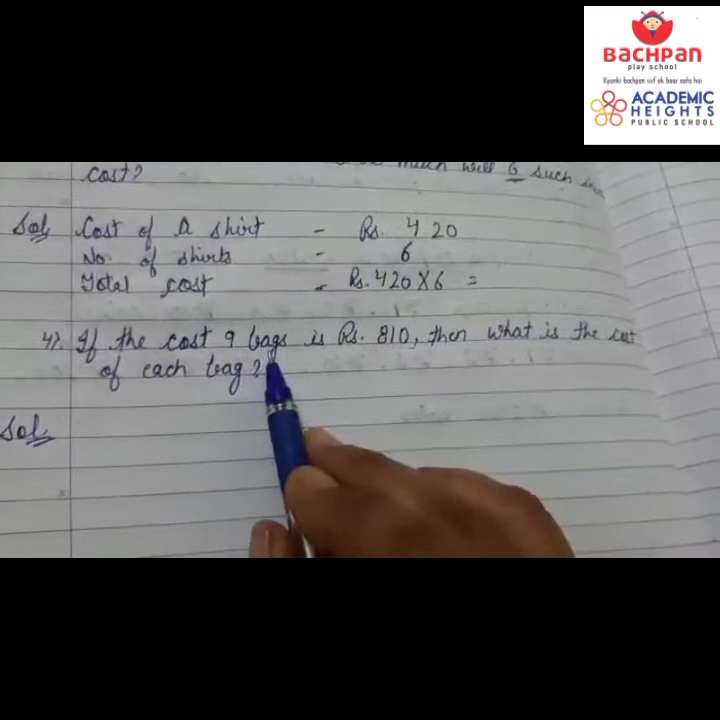 BACHPAN
play school
Kyunki bachpan sirf ek baar aata hai
ACADEMIC
HEIGHTS
PUBLIC SCHOOL
much will 6 such
cost?
Sol Cost of a shirt - Rs. 420
No. of shirts - 6
Total cost - Rs. 420 X 6 =
4). If the cost 9 bags is Rs. 810, then what is the cost
of each bag?
Sol